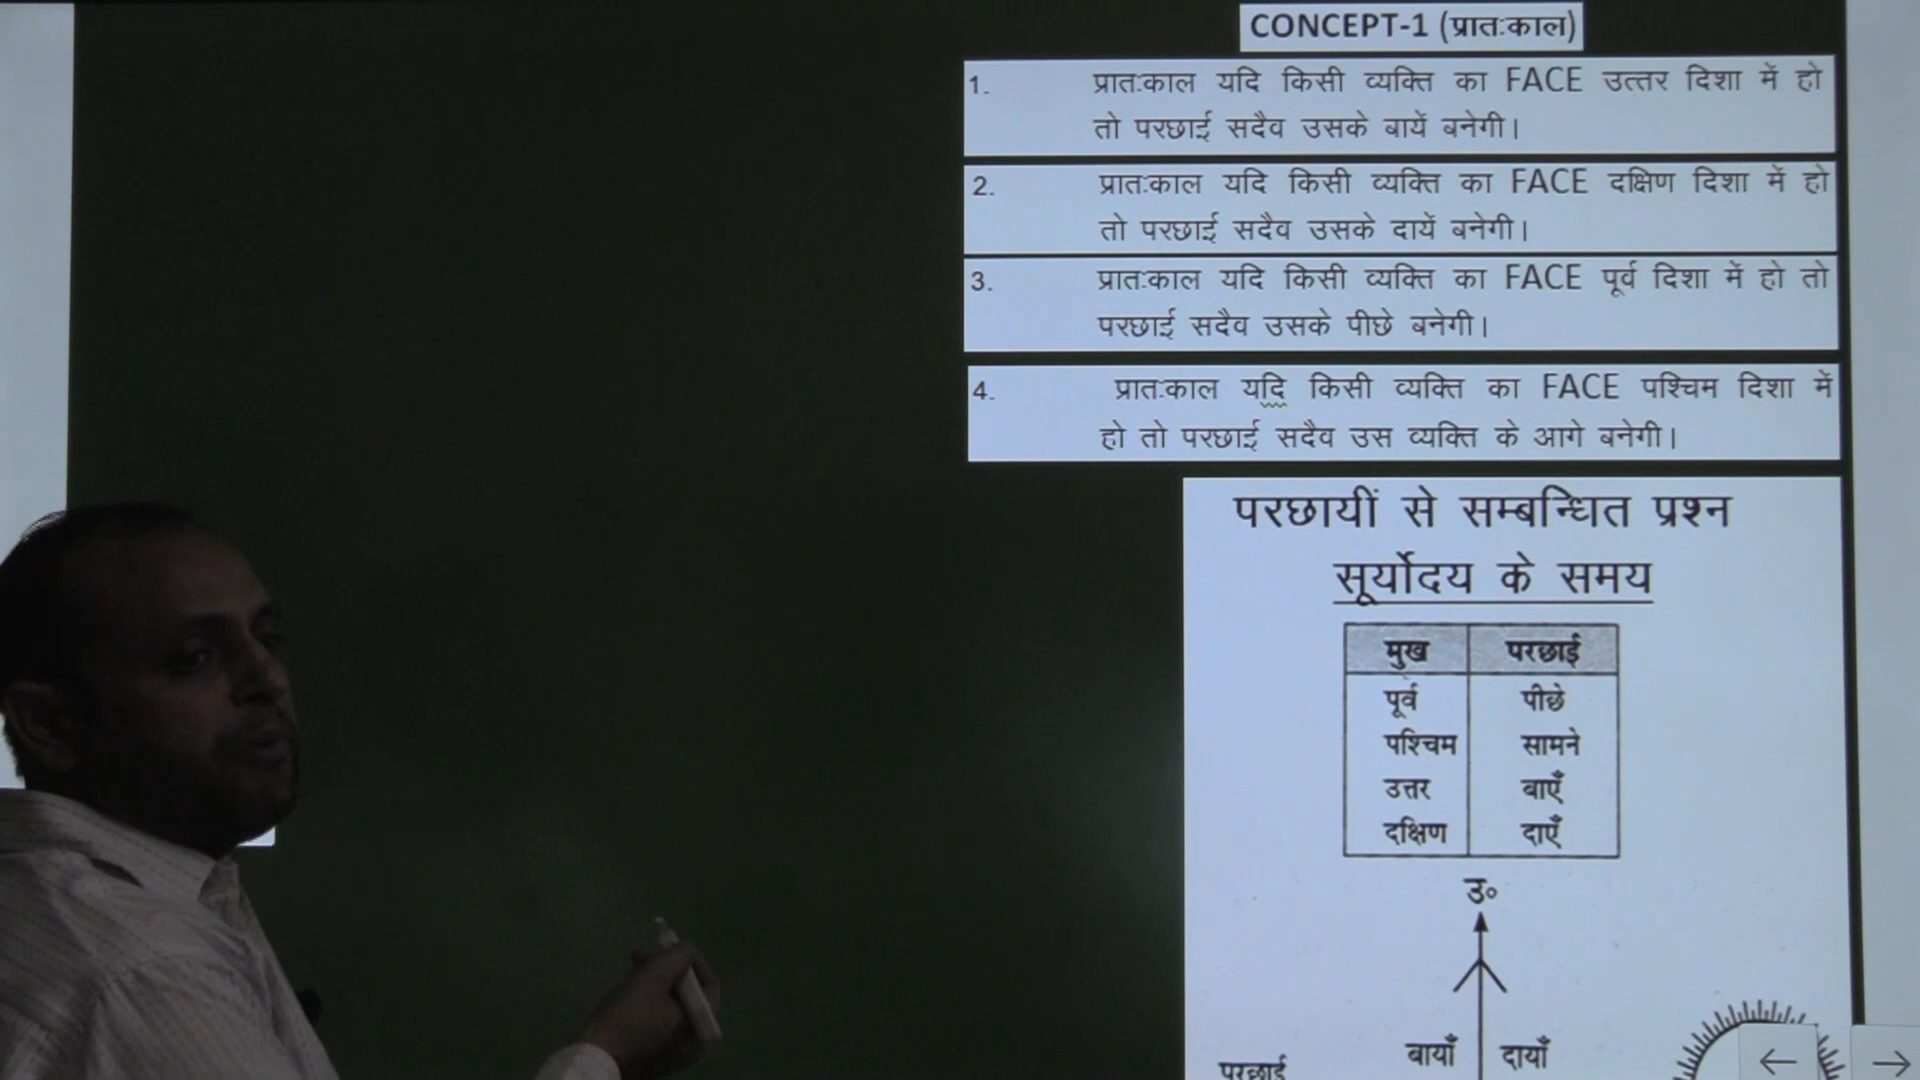 CONCEPT-1 (प्रातःकाल)
1. प्रातःकाल यदि किसी व्यक्ति का FACE उत्तर दिशा में हो
तो परछाई सदैव उसके बायें बनेगी।
2. प्रातःकाल यदि किसी व्यक्ति का FACE दक्षिण दिशा में हो
तो परछाई सदैव उसके दायें बनेगी।
3. प्रातःकाल यदि किसी व्यक्ति का FACE पूर्व दिशा में हो तो
परछाई सदैव उसके पीछे बनेगी।
4. प्रातःकाल यदि किसी व्यक्ति का FACE पश्चिम दिशा में
हो तो परछाई सदैव उस व्यक्ति के आगे बनेगी।
परछायीं से सम्बन्धित प्रश्न
सूर्योदय के समय
मुख परछाई
पूर्व पीछे
पश्चिम सामने
उत्तर बाएँ
दक्षिण दाएँ
उ०
बायाँ दायाँ
परछाई